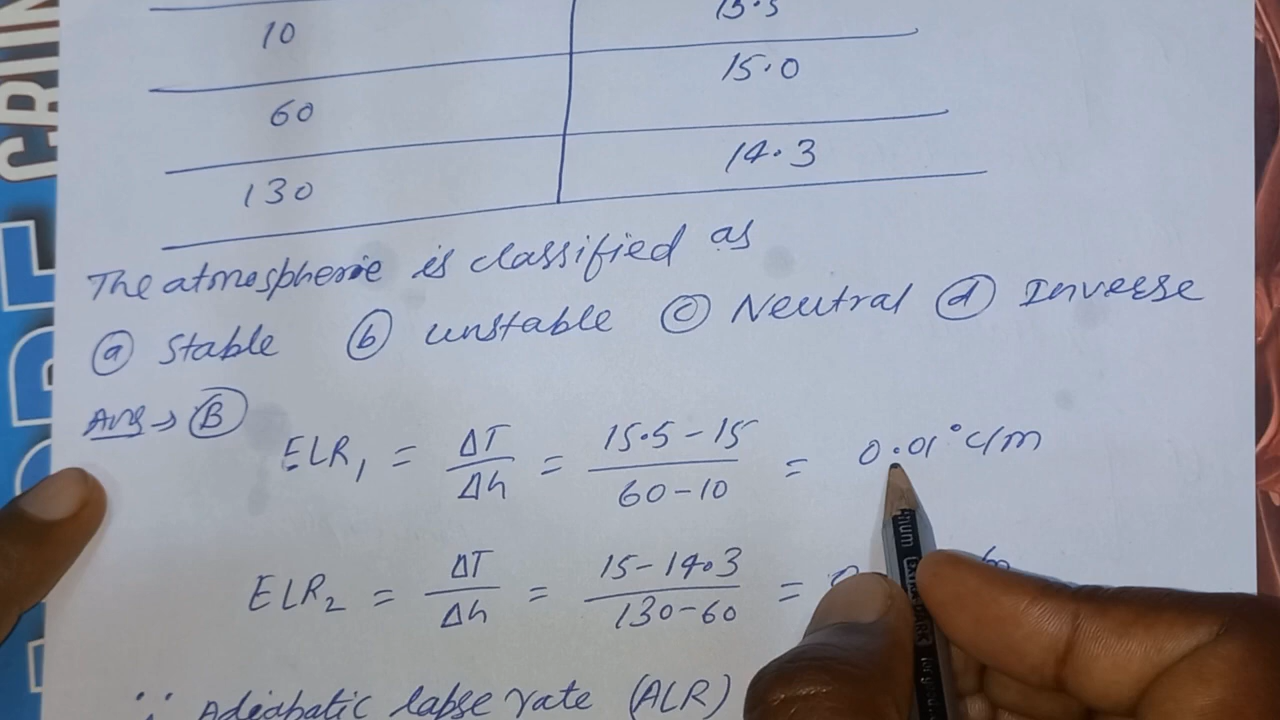 10 15.5
60 15.0
130 14.3
The atmospheric is classified as
(a) Stable (b) unstable (c) Neutral (d) Inverse
Ans → (B)
ELR₁ = ΔT/Δh = 15.5-15/60-10 = 0.01°c/m
ELR₂ = ΔT/Δh = 15-14.3/130-60 =
∵ Adiabatic lapse rate (ALR)